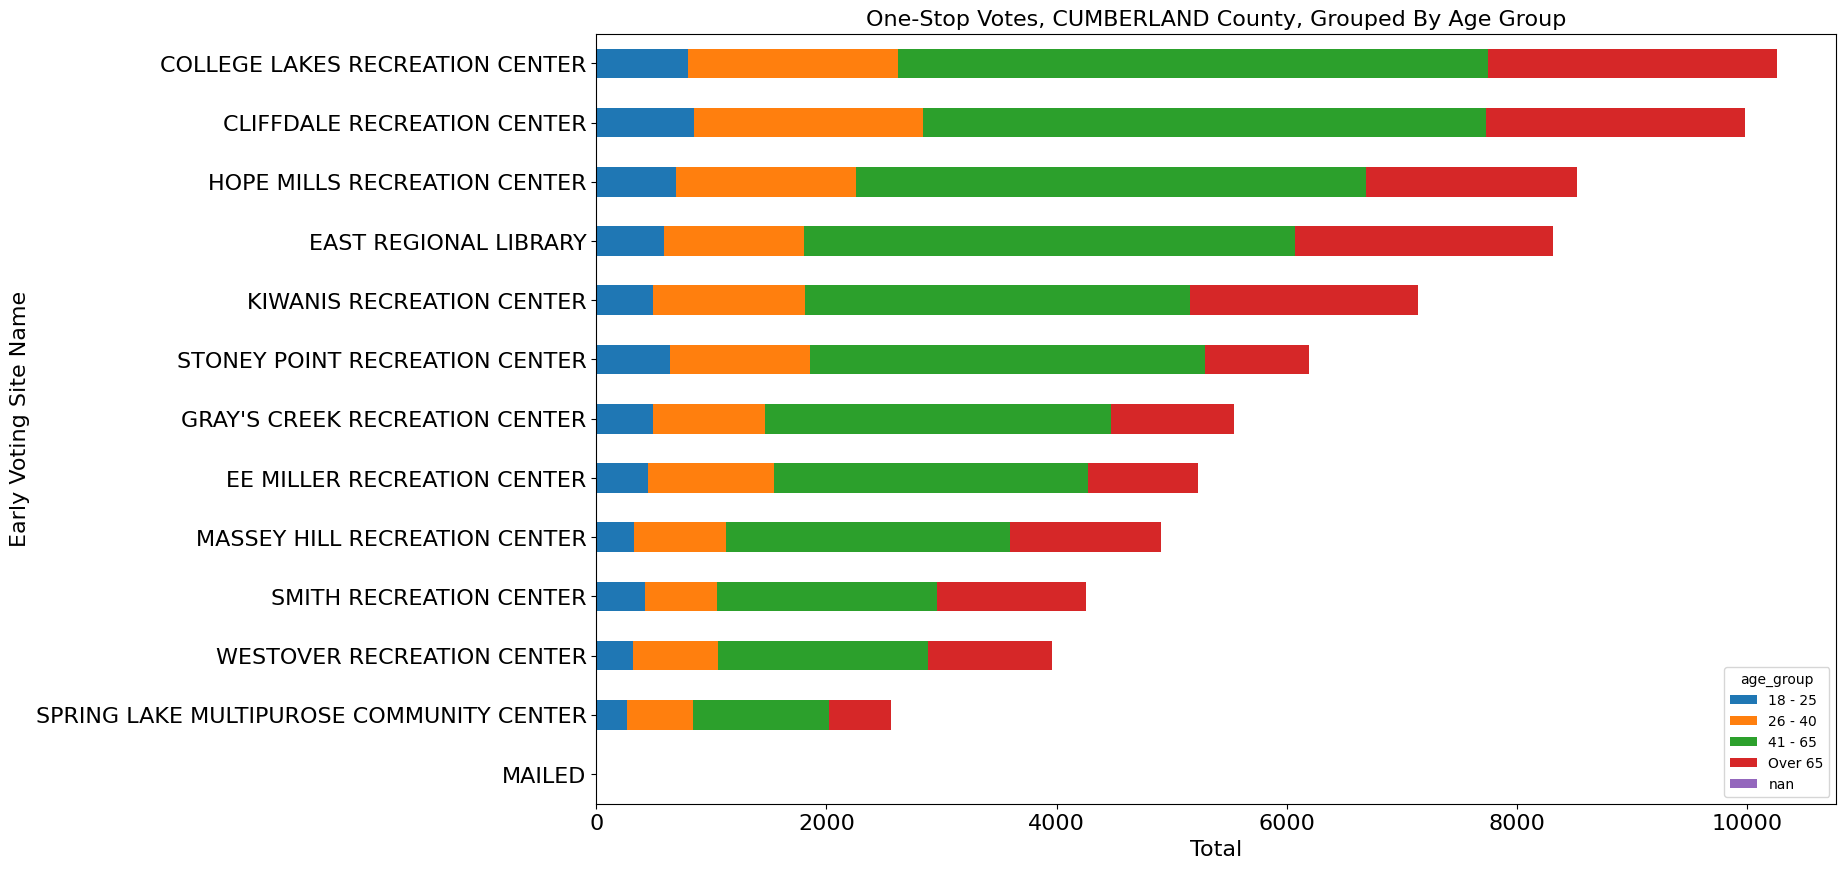 One-Stop Votes, CUMBERLAND County, Grouped By Age Group
Early Voting Site Name
COLLEGE LAKES RECREATION CENTER
CLIFFDALE RECREATION CENTER
HOPE MILLS RECREATION CENTER
EAST REGIONAL LIBRARY
KIWANIS RECREATION CENTER
STONEY POINT RECREATION CENTER
GRAY'S CREEK RECREATION CENTER
EE MILLER RECREATION CENTER
MASSEY HILL RECREATION CENTER
SMITH RECREATION CENTER
WESTOVER RECREATION CENTER
SPRING LAKE MULTIPUROSE COMMUNITY CENTER
MAILED
age_group
18 - 25
26 - 40
41 - 65
Over 65
nan
0 2000 4000 6000 8000 10000
Total